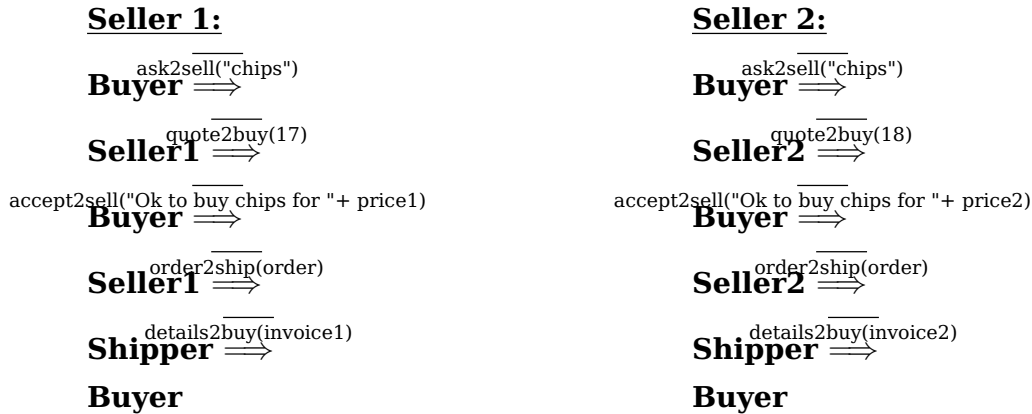 Seller 1:
ask2sell("chips")
Buyer ⟹
quote2buy(17)
Seller1 ⟹
accept2sell("Ok to buy chips for "+ price1)
Buyer ⟹
order2ship(order)
Seller1 ⟹
details2buy(invoice1)
Shipper ⟹
Buyer
Seller 2:
ask2sell("chips")
Buyer ⟹
quote2buy(18)
Seller2 ⟹
accept2sell("Ok to buy chips for "+ price2)
Buyer ⟹
order2ship(order)
Seller2 ⟹
details2buy(invoice2)
Shipper ⟹
Buyer